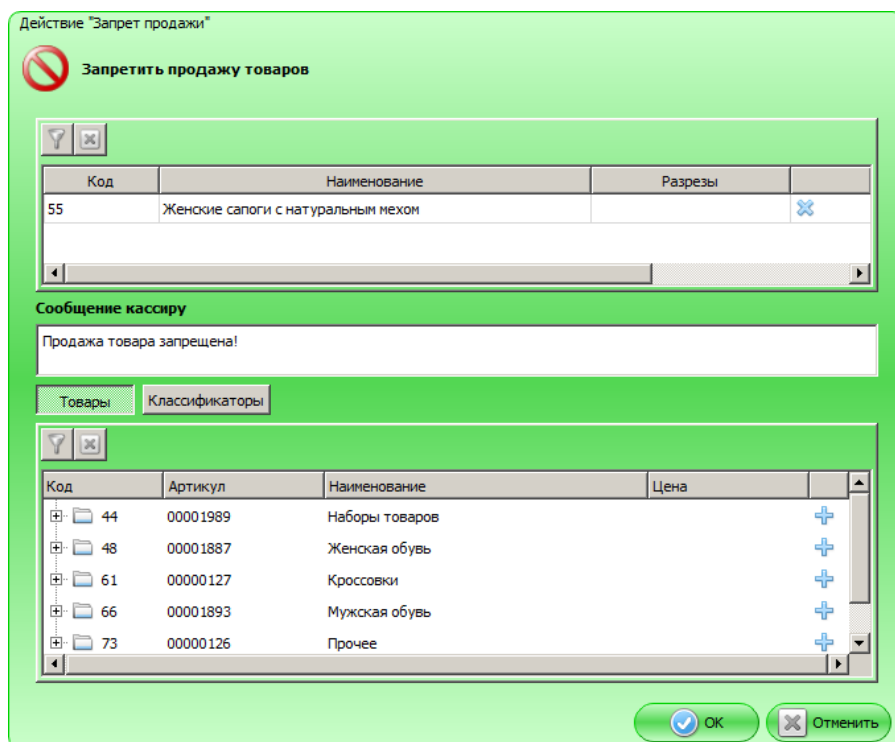 Действие "Запрет продажи"
Запретить продажу товаров
Код Наименование Разрезы
55 Женские сапоги с натуральным мехом
Сообщение кассиру
Продажа товара запрещена!
Товары Классификаторы
Код Артикул Наименование Цена
44 00001989 Наборы товаров
48 00001887 Женская обувь
61 00000127 Кроссовки
66 00001893 Мужская обувь
73 00000126 Прочее
OK Отменить